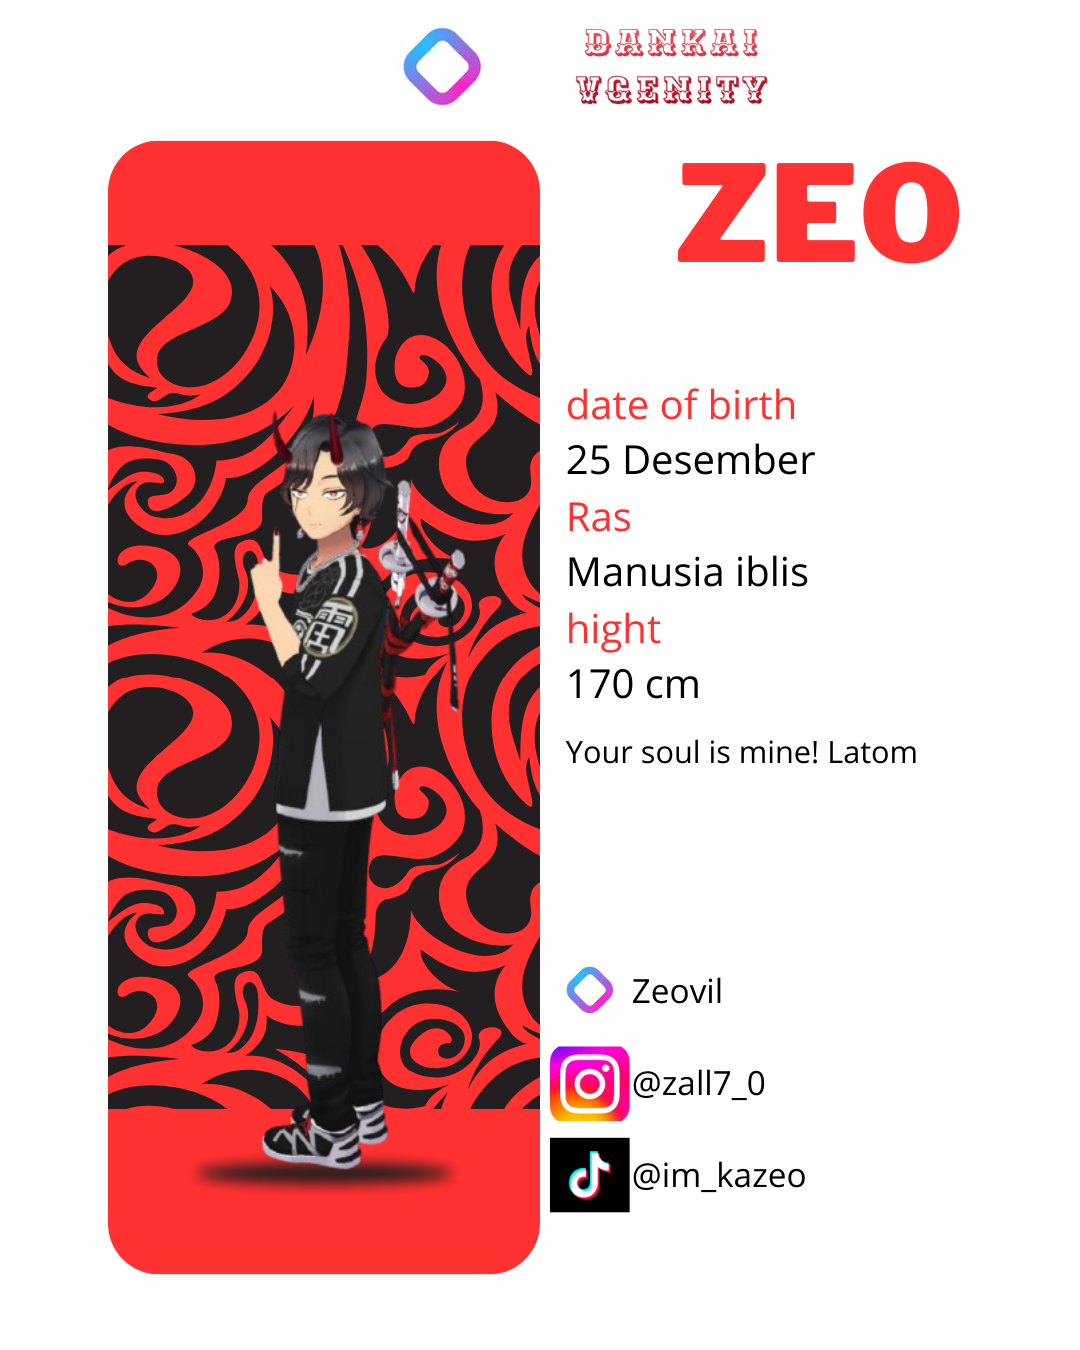 DANKAI
VGENITY
ZEO
date of birth
25 Desember
Ras
Manusia iblis
hight
170 cm
Your soul is mine! Latom
雷
Zeovil
@zall7_0
@im_kazeo